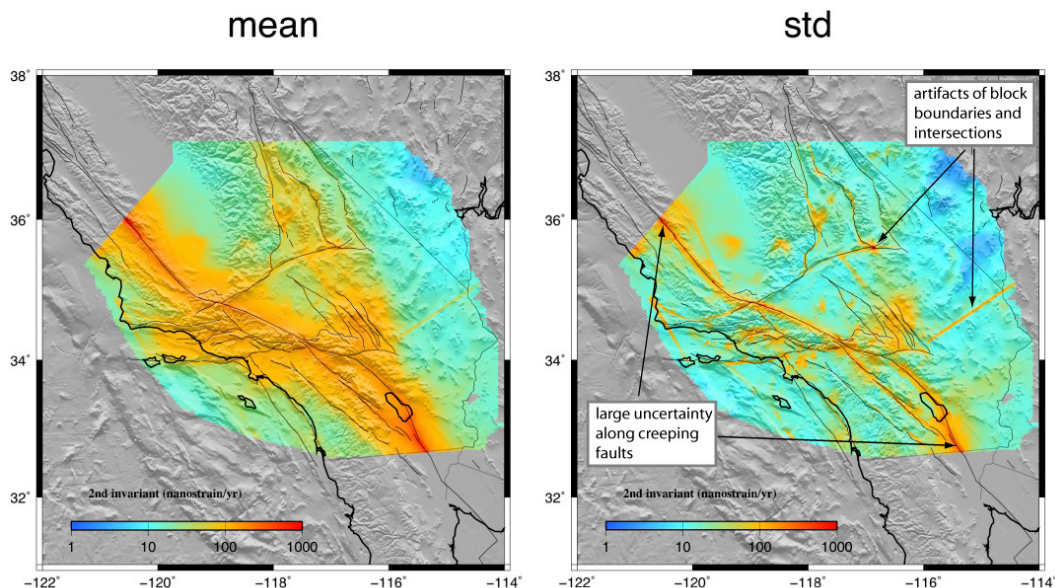 mean
38˚
36˚
34˚
32˚
2nd invariant (nanostrain/yr)
1 10 100 1000
−122 −120 −118 −116 −114
std
38˚
36˚
34˚
32˚
artifacts of block
boundaries and
intersections
large uncertainty
along creeping
faults
2nd invariant (nanostrain/yr)
1 10 100 1000
−122˚ −120˚ −118˚ −116˚ −114˚